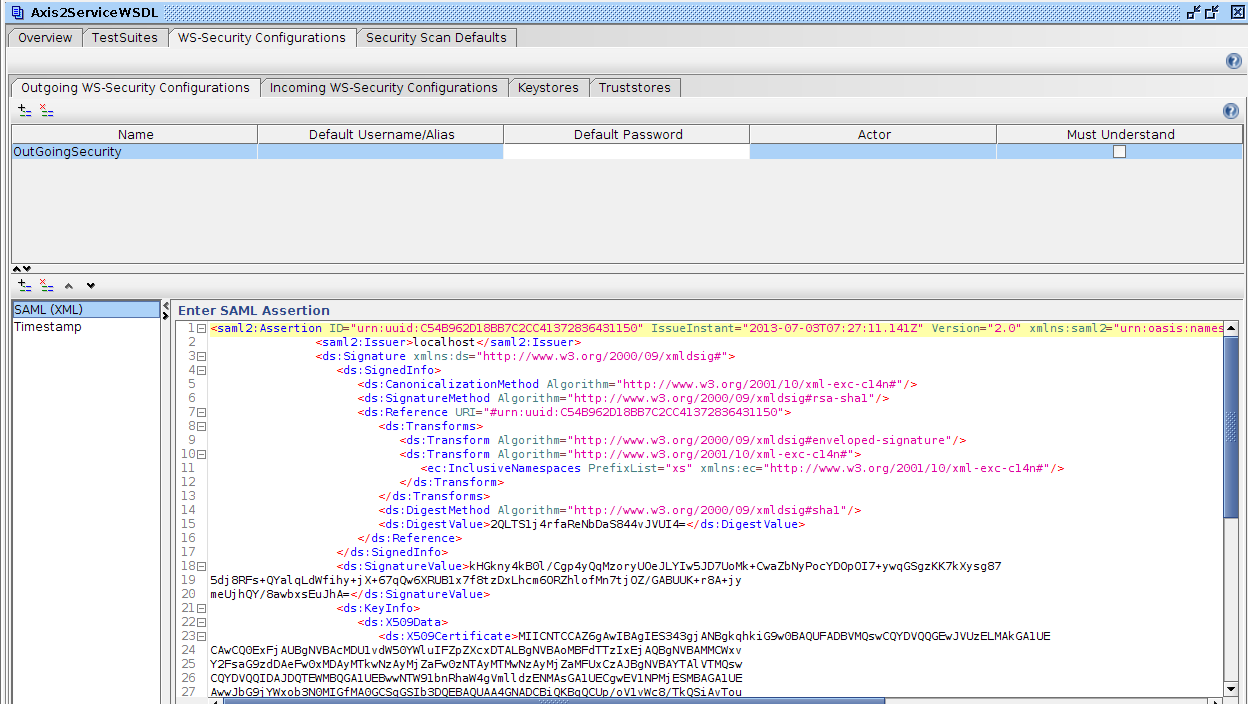 Axis2ServiceWSDL
Overview TestSuites WS-Security Configurations Security Scan Defaults
Outgoing WS-Security Configurations Incoming WS-Security Configurations Keystores Truststores
Name Default Username/Alias Default Password Actor Must Understand
OutGoingSecurity
SAML (XML)
Timestamp
Enter SAML Assertion
1 <saml2:Assertion ID="urn:uuid:C54B962D18BB7C2CC41372836431150" IssueInstant="2013-07-03T07:27:11.141Z" Version="2.0" xmlns:saml2="urn:oasis:names
2 <saml2:Issuer>localhost</saml2:Issuer>
3 <ds:Signature xmlns:ds="http://www.w3.org/2000/09/xmldsig#">
4 <ds:SignedInfo>
5 <ds:CanonicalizationMethod Algorithm="http://www.w3.org/2001/10/xml-exc-c14n#"/>
6 <ds:SignatureMethod Algorithm="http://www.w3.org/2000/09/xmldsig#rsa-sha1"/>
7 <ds:Reference URI="#urn:uuid:C54B962D18BB7C2CC41372836431150">
8 <ds:Transforms>
9 <ds:Transform Algorithm="http://www.w3.org/2000/09/xmldsig#enveloped-signature"/>
10 <ds:Transform Algorithm="http://www.w3.org/2001/10/xml-exc-c14n#">
11 <ec:InclusiveNamespaces PrefixList="xs" xmlns:ec="http://www.w3.org/2001/10/xml-exc-c14n#"/>
12 </ds:Transform>
13 </ds:Transforms>
14 <ds:DigestMethod Algorithm="http://www.w3.org/2000/09/xmldsig#sha1"/>
15 <ds:DigestValue>2QLTS1j4rfaReNbDaS844vJVUI4=</ds:DigestValue>
16 </ds:Reference>
17 </ds:SignedInfo>
18 <ds:SignatureValue>kHGkny4kB0l/Cgp4yQqMzoryUOeJLYIw5JD7UoMk+CwaZbNyPocYDOpOI7+ywqGSgzKK7kXysg87
19 5dj8RFs+QYalqLdWfihy+jX+67qQw6XRUB1x7f8tzDxLhcm6ORZhlofMn7tjOZ/GABUUK+r8A+jy
20 meUjhQY/8awbxsEuJhA=</ds:SignatureValue>
21 <ds:KeyInfo>
22 <ds:X509Data>
23 <ds:X509Certificate>MIICNTCCAZ6gAwIBAgIES343gjANBgkqhkiG9w0BAQUFADBVMQswCQYDVQQGEwJVUzELMAkGA1UE
24 CAwCQ0ExFjAUBgNVBAcMDU1vdW50YWluIFZpZXcxDTALBgNVBAoMBFdTTzIxEjAQBgNVBAMMCWxv
25 Y2FsaG9zdDAeFw0xMDAyMTkwNzAyMjZaFw0zNTAyMTMwNzAyMjZaMFUxCzAJBgNVBAYTAlVTMQsw
26 CQYDVQQIDAJDQTEWMBQGA1UEBwwNTW91bnRhaW4gVmlldzENMAsGA1UECgwEV1NPMjESMBAGA1UE
27 AwwJbG9jYWxob3N0MIGfMA0GCSqGSIb3DQEBAQUAA4GNADCBiQKBgQCUp/oV1vWc8/TkQSiAvTou